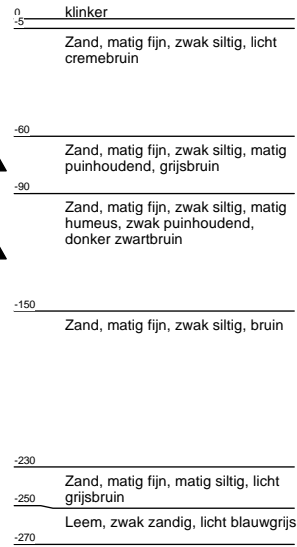 0 klinker
-5
Zand, matig fijn, zwak siltig, licht
cremebruin
-60
Zand, matig fijn, zwak siltig, matig
puinhoudend, grijsbruin
-90
Zand, matig fijn, zwak siltig, matig
humeus, zwak puinhoudend,
donker zwartbruin
-150
Zand, matig fijn, zwak siltig, bruin
-230
Zand, matig fijn, matig siltig, licht
grijsbruin
-250
Leem, zwak zandig, licht blauwgrijs
-270